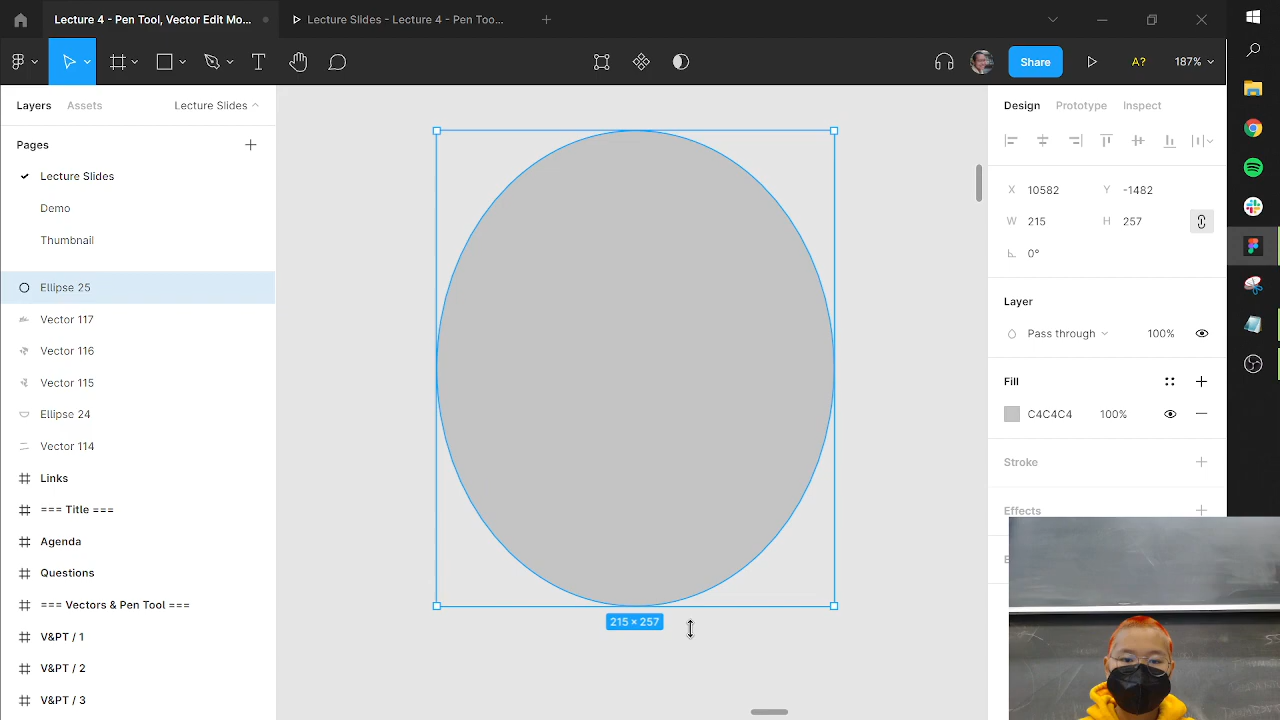 Lecture 4 - Pen Tool, Vector Edit Mo...
Lecture Slides - Lecture 4 - Pen Too...
Share
A?
187%
Layers
Assets
Lecture Slides
Design
Prototype
Inspect
Pages
Lecture Slides
Demo
Thumbnail
Ellipse 25
Vector 117
Vector 116
Vector 115
Ellipse 24
Vector 114
Links
=== Title ===
Agenda
Questions
=== Vectors & Pen Tool ===
V&PT / 1
V&PT / 2
V&PT / 3
215 × 257
X 10582 Y -1482
W 215 H 257
0°
Layer
Pass through 100%
Fill
C4C4C4 100%
Stroke
Effects